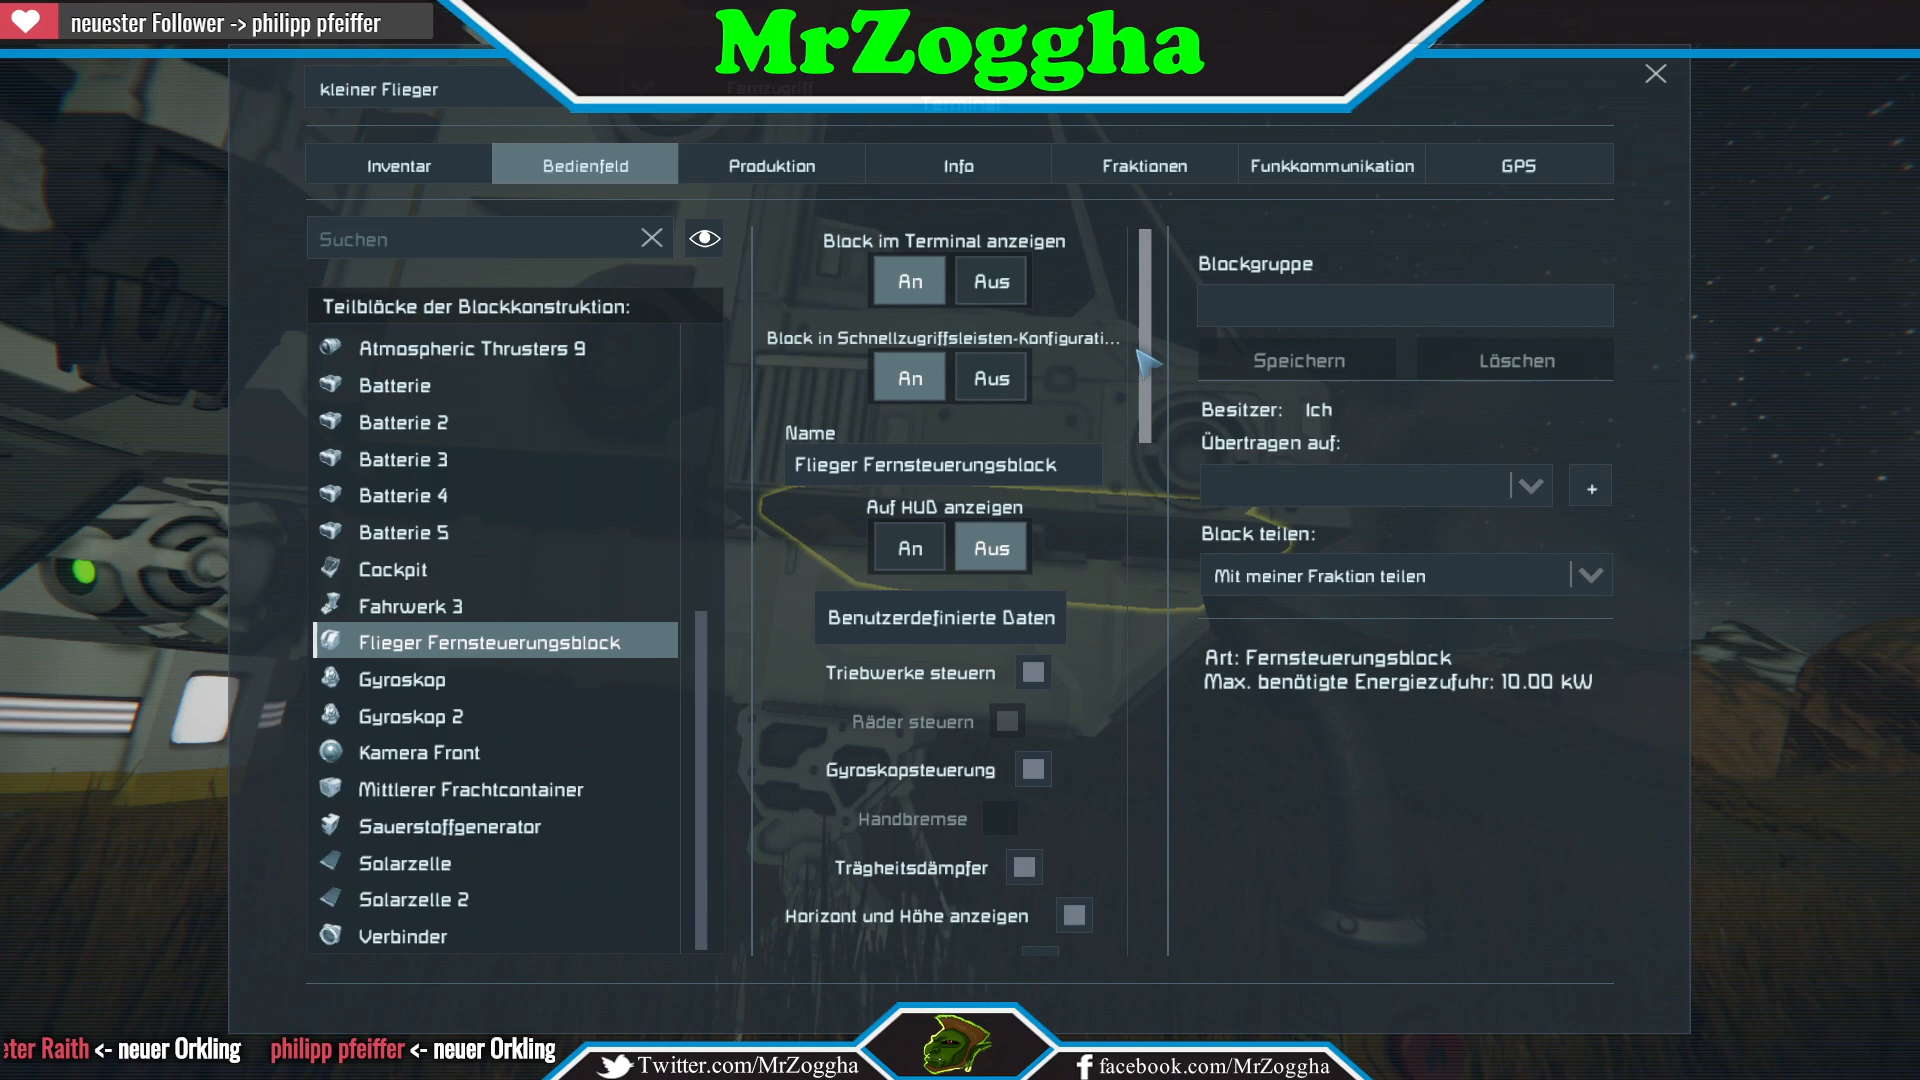 neuester Follower -> philipp pfeiffer
MrZoggha
kleiner Flieger
Fernzugriff
Terminal
Inventar
Bedienfeld
Produktion
Info
Fraktionen
Funkkommunikation
GPS
Suchen
Teilblöcke der Blockkonstruktion:
Atmospheric Thrusters 9
Batterie
Batterie 2
Batterie 3
Batterie 4
Batterie 5
Cockpit
Fahrwerk 3
Flieger Fernsteuerungsblock
Gyroskop
Gyroskop 2
Kamera Front
Mittlerer Frachtcontainer
Sauerstoffgenerator
Solarzelle
Solarzelle 2
Verbinder
Block im Terminal anzeigen
An Aus
Block in Schnellzugriffsleisten-Konfigurati...
An Aus
Name
Flieger Fernsteuerungsblock
Auf HUD anzeigen
An Aus
Benutzerdefinierte Daten
Triebwerke steuern
Räder steuern
Gyroskopsteuerung
Handbremse
Trägheitsdämpfer
Horizont und Höhe anzeigen
Blockgruppe
Speichern
Löschen
Besitzer: Ich
Übertragen auf:
+
Block teilen:
Mit meiner Fraktion teilen
Art: Fernsteuerungsblock
Max. benötigte Energiezufuhr: 10.00 kW
ter Raith <- neuer Orkling philipp pfeiffer <- neuer Orkling
Twitter.com/MrZoggha
facebook.com/MrZoggha